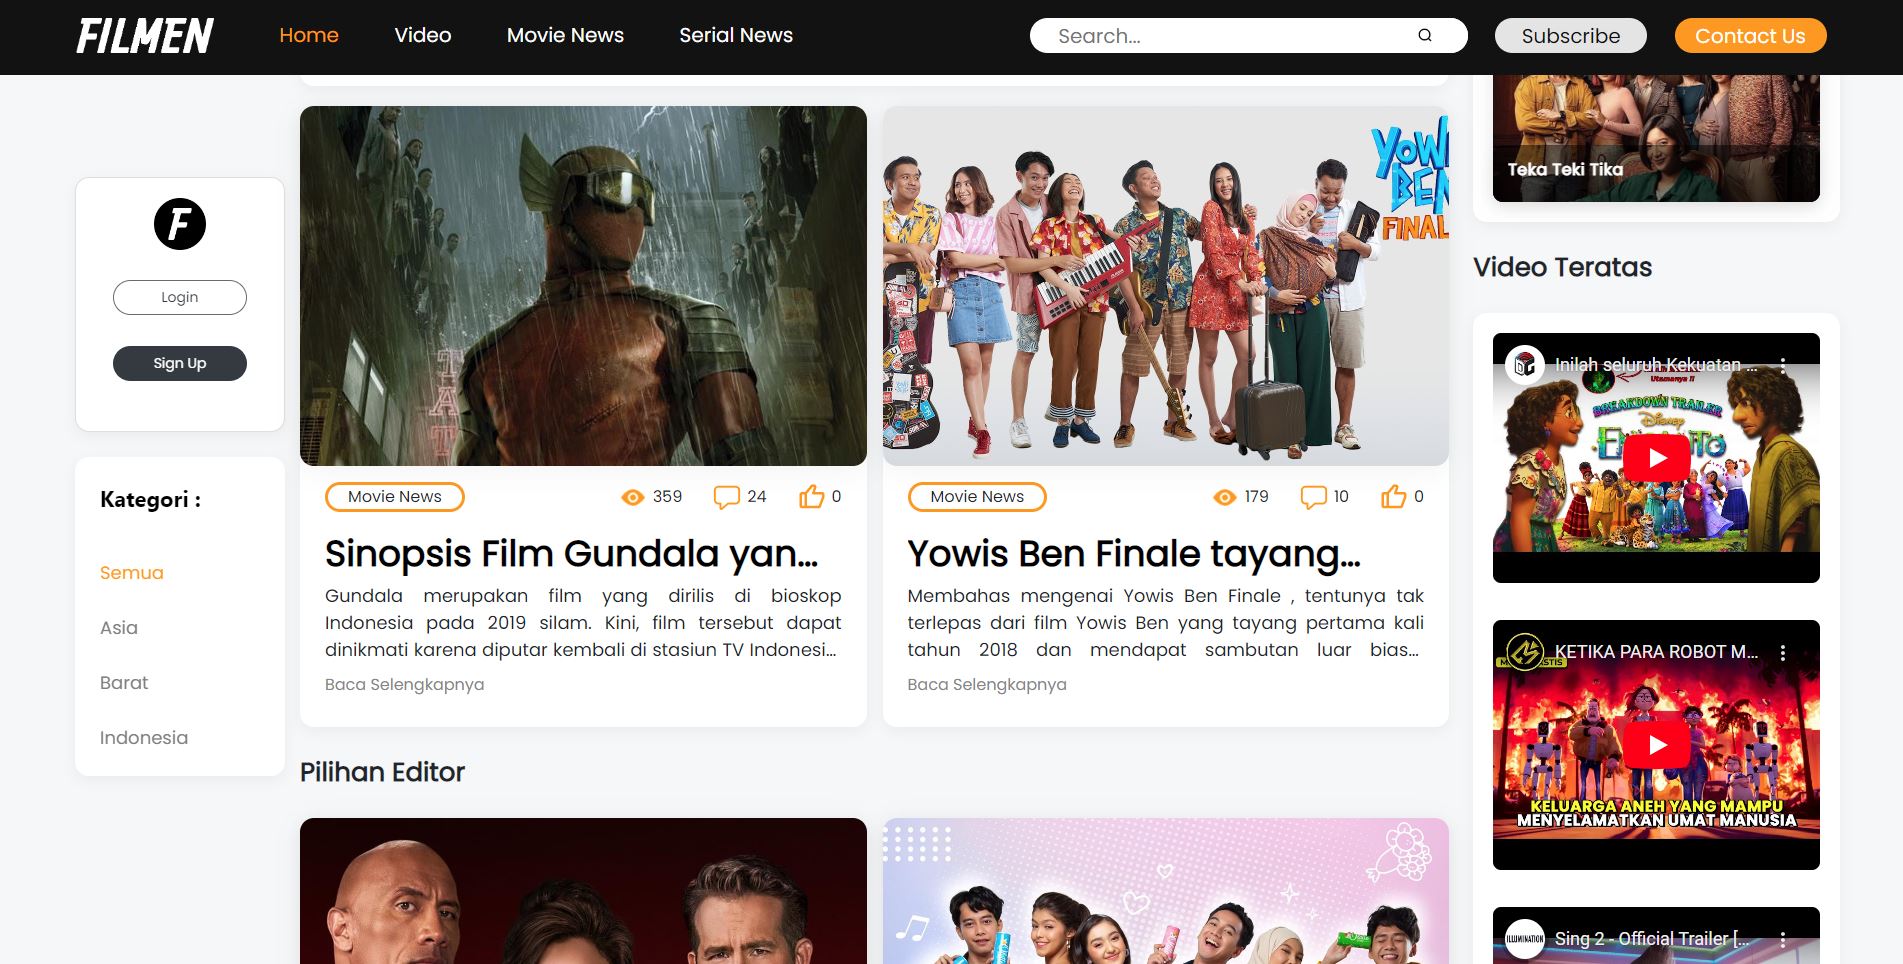 FILMEN
Home
Video
Movie News
Serial News
Search...
Subscribe
Contact Us
F
Login
Sign Up
Kategori :
Semua
Asia
Barat
Indonesia
YOWIS
BEN
FINAL
Movie News
359
24
0
Sinopsis Film Gundala yan...
Gundala merupakan film yang dirilis di bioskop
Indonesia pada 2019 silam. Kini, film tersebut dapat
dinikmati karena diputar kembali di stasiun TV Indonesi...
Baca Selengkapnya
Movie News
179
10
0
Yowis Ben Finale tayang...
Membahas mengenai Yowis Ben Finale , tentunya tak
terlepas dari film Yowis Ben yang tayang pertama kali
tahun 2018 dan mendapat sambutan luar bias...
Baca Selengkapnya
Pilihan Editor
Teka Teki Tika
Video Teratas
Inilah seluruh Kekuatan ...
Utamanya !!
BREAKDOWN TRAILER
Disney
ENCANTO
KETIKA PARA ROBOT M...
KELUARGA ANEH YANG MAMPU
MENYELAMATKAN UMAT MANUSIA
ILLUMINATION
Sing 2 - Official Trailer [...